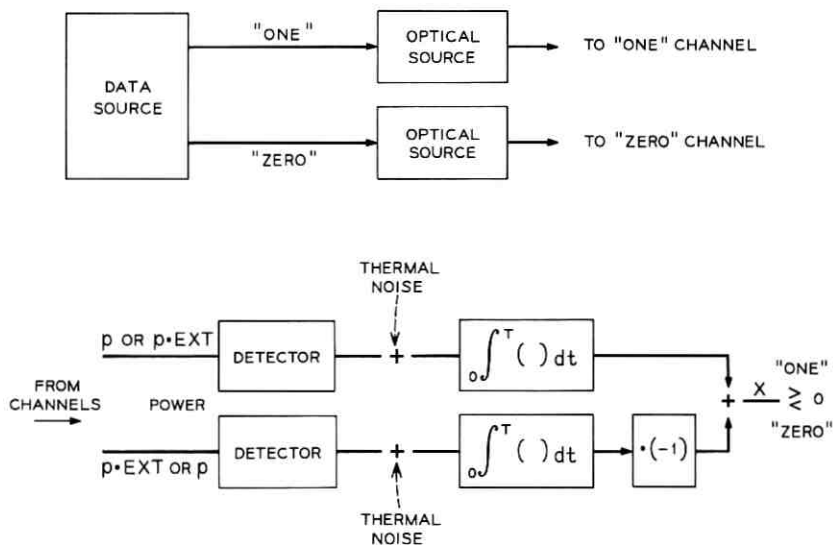 "ONE"
OPTICAL
SOURCE
TO "ONE" CHANNEL
DATA
SOURCE
"ZERO"
OPTICAL
SOURCE
TO "ZERO" CHANNEL
THERMAL
NOISE
p OR p•EXT
DETECTOR
+
0∫T ( ) dt
"ONE"
FROM
CHANNELS
POWER
+ X ≷ 0
"ZERO"
p•EXT OR p
DETECTOR
+
0∫T ( ) dt
•(-1)
THERMAL
NOISE